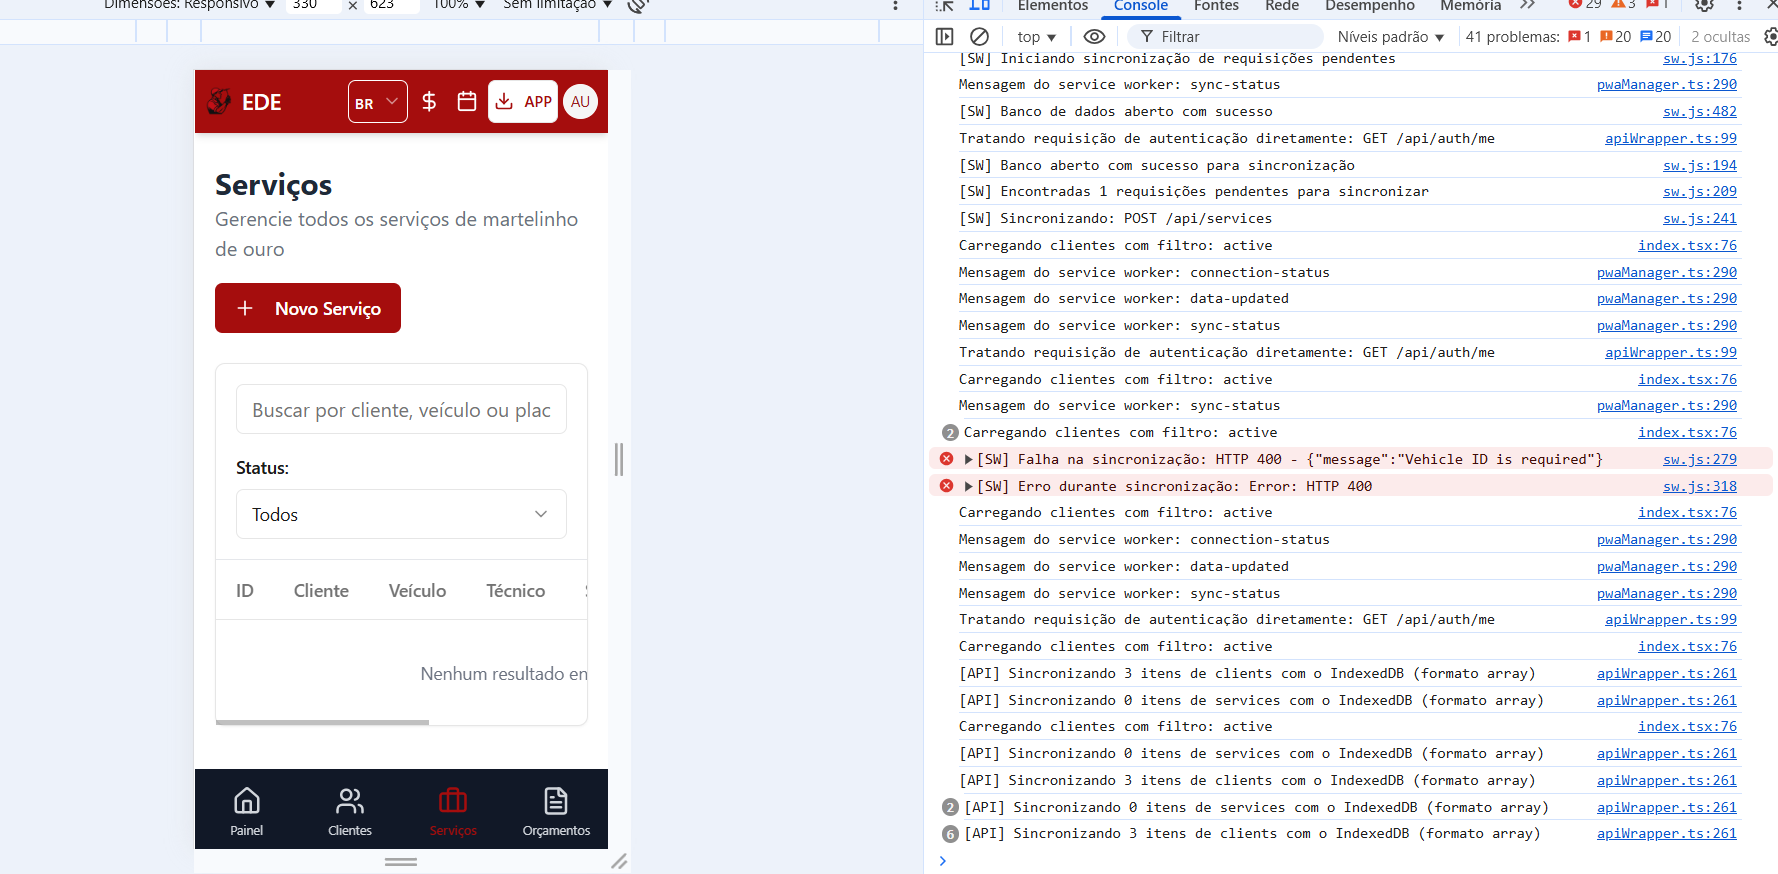 Dimensões: Responsivo ▼ 330 × 623 100% ▼ Sem limitação ▼
EDE BR $ APP AU
Serviços
Gerencie todos os serviços de martelinho
de ouro
+ Novo Serviço
Buscar por cliente, veículo ou plac
Status:
Todos
ID Cliente Veículo Técnico
Nenhum resultado en
Painel Clientes Serviços Orçamentos
Elementos Console Fontes Rede Desempenho Memória 29 3 1
top ▼ Filtrar Níveis padrão ▼ 41 problemas: 1 20 20 2 ocultas
[SW] Iniciando sincronização de requisições pendentes sw.js:176
Mensagem do service worker: sync-status pwaManager.ts:290
[SW] Banco de dados aberto com sucesso sw.js:482
Tratando requisição de autenticação diretamente: GET /api/auth/me apiWrapper.ts:99
[SW] Banco aberto com sucesso para sincronização sw.js:194
[SW] Encontradas 1 requisições pendentes para sincronizar sw.js:209
[SW] Sincronizando: POST /api/services sw.js:241
Carregando clientes com filtro: active index.tsx:76
Mensagem do service worker: connection-status pwaManager.ts:290
Mensagem do service worker: data-updated pwaManager.ts:290
Mensagem do service worker: sync-status pwaManager.ts:290
Tratando requisição de autenticação diretamente: GET /api/auth/me apiWrapper.ts:99
Carregando clientes com filtro: active index.tsx:76
Mensagem do service worker: sync-status pwaManager.ts:290
2 Carregando clientes com filtro: active index.tsx:76
[SW] Falha na sincronização: HTTP 400 - {"message":"Vehicle ID is required"} sw.js:279
[SW] Erro durante sincronização: Error: HTTP 400 sw.js:318
Carregando clientes com filtro: active index.tsx:76
Mensagem do service worker: connection-status pwaManager.ts:290
Mensagem do service worker: data-updated pwaManager.ts:290
Mensagem do service worker: sync-status pwaManager.ts:290
Tratando requisição de autenticação diretamente: GET /api/auth/me apiWrapper.ts:99
Carregando clientes com filtro: active index.tsx:76
[API] Sincronizando 3 itens de clients com o IndexedDB (formato array) apiWrapper.ts:261
[API] Sincronizando 0 itens de services com o IndexedDB (formato array) apiWrapper.ts:261
Carregando clientes com filtro: active index.tsx:76
[API] Sincronizando 0 itens de services com o IndexedDB (formato array) apiWrapper.ts:261
[API] Sincronizando 3 itens de clients com o IndexedDB (formato array) apiWrapper.ts:261
2 [API] Sincronizando 0 itens de services com o IndexedDB (formato array) apiWrapper.ts:261
6 [API] Sincronizando 3 itens de clients com o IndexedDB (formato array) apiWrapper.ts:261